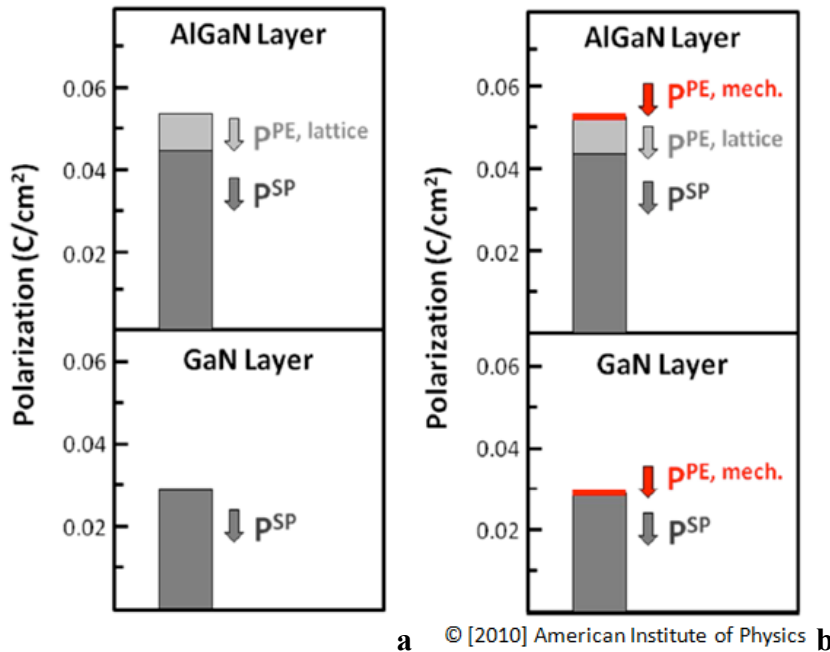 AlGaN Layer
0.06
0.04
0.02
P^PE, lattice
P^SP
GaN Layer
0.06
0.04
0.02
P^SP
Polarization (C/cm²)
a
AlGaN Layer
0.06
0.04
0.02
P^PE, mech.
P^PE, lattice
P^SP
GaN Layer
0.06
0.04
0.02
P^PE, mech.
P^SP
Polarization (C/cm²)
© [2010] American Institute of Physics
b